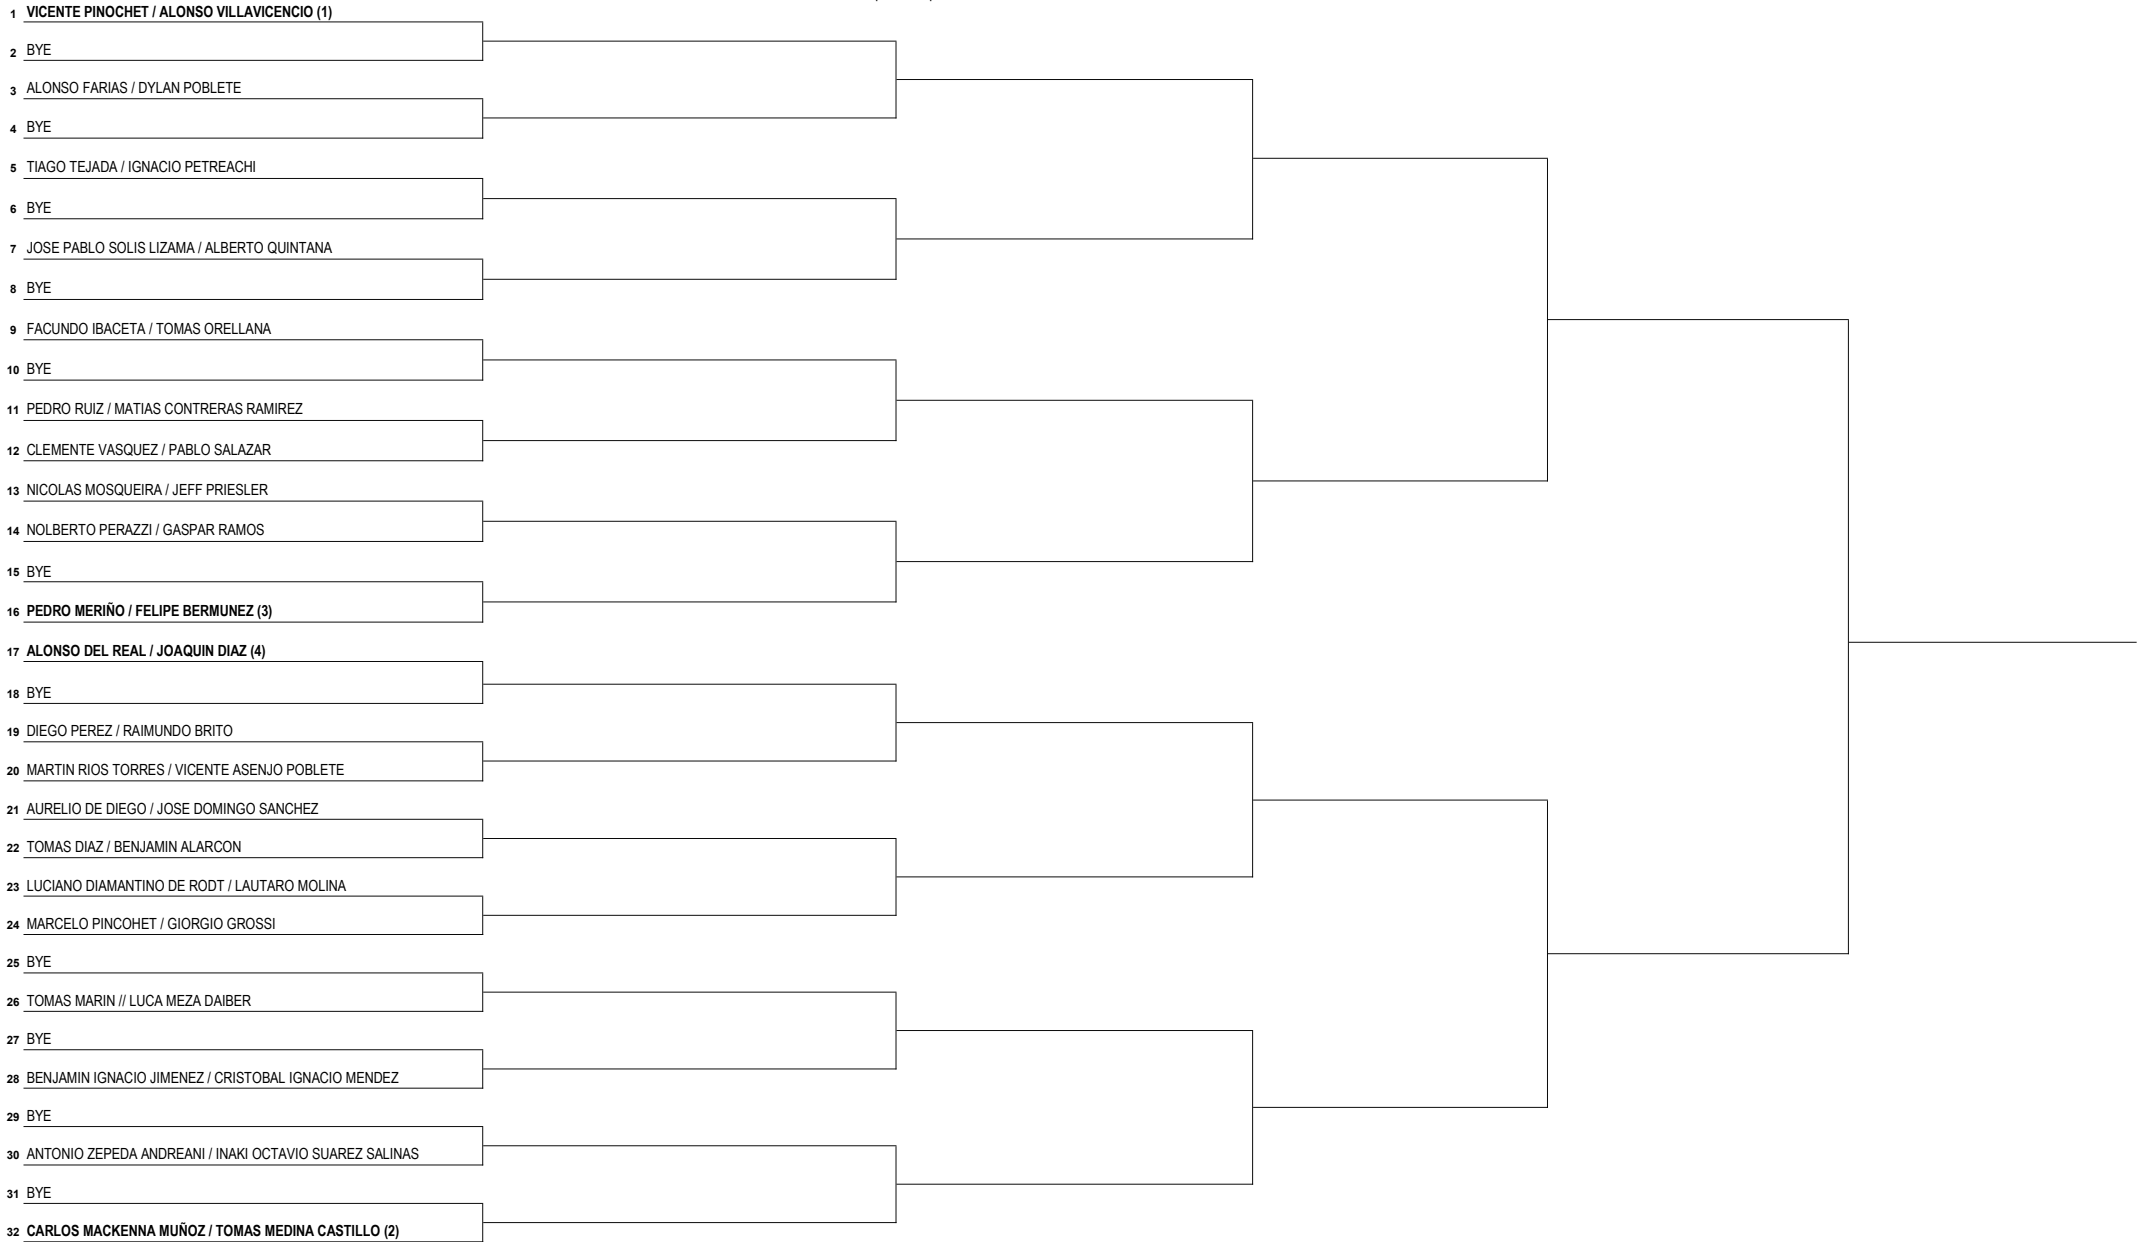 1 VICENTE PINOCHET / ALONSO VILLAVICENCIO (1)
2 BYE
3 ALONSO FARIAS / DYLAN POBLETE
4 BYE
5 TIAGO TEJADA / IGNACIO PETREACHI
6 BYE
7 JOSE PABLO SOLIS LIZAMA / ALBERTO QUINTANA
8 BYE
9 FACUNDO IBACETA / TOMAS ORELLANA
10 BYE
11 PEDRO RUIZ / MATIAS CONTRERAS RAMIREZ
12 CLEMENTE VASQUEZ / PABLO SALAZAR
13 NICOLAS MOSQUEIRA / JEFF PRIESLER
14 NOLBERTO PERAZZI / GASPAR RAMOS
15 BYE
16 PEDRO MERIÑO / FELIPE BERMUNEZ (3)
17 ALONSO DEL REAL / JOAQUIN DIAZ (4)
18 BYE
19 DIEGO PEREZ / RAIMUNDO BRITO
20 MARTIN RIOS TORRES / VICENTE ASENJO POBLETE
21 AURELIO DE DIEGO / JOSE DOMINGO SANCHEZ
22 TOMAS DIAZ / BENJAMIN ALARCON
23 LUCIANO DIAMANTINO DE RODT / LAUTARO MOLINA
24 MARCELO PINCOHET / GIORGIO GROSSI
25 BYE
26 TOMAS MARIN // LUCA MEZA DAIBER
27 BYE
28 BENJAMIN IGNACIO JIMENEZ / CRISTOBAL IGNACIO MENDEZ
29 BYE
30 ANTONIO ZEPEDA ANDREANI / INAKI OCTAVIO SUAREZ SALINAS
31 BYE
32 CARLOS MACKENNA MUÑOZ / TOMAS MEDINA CASTILLO (2)